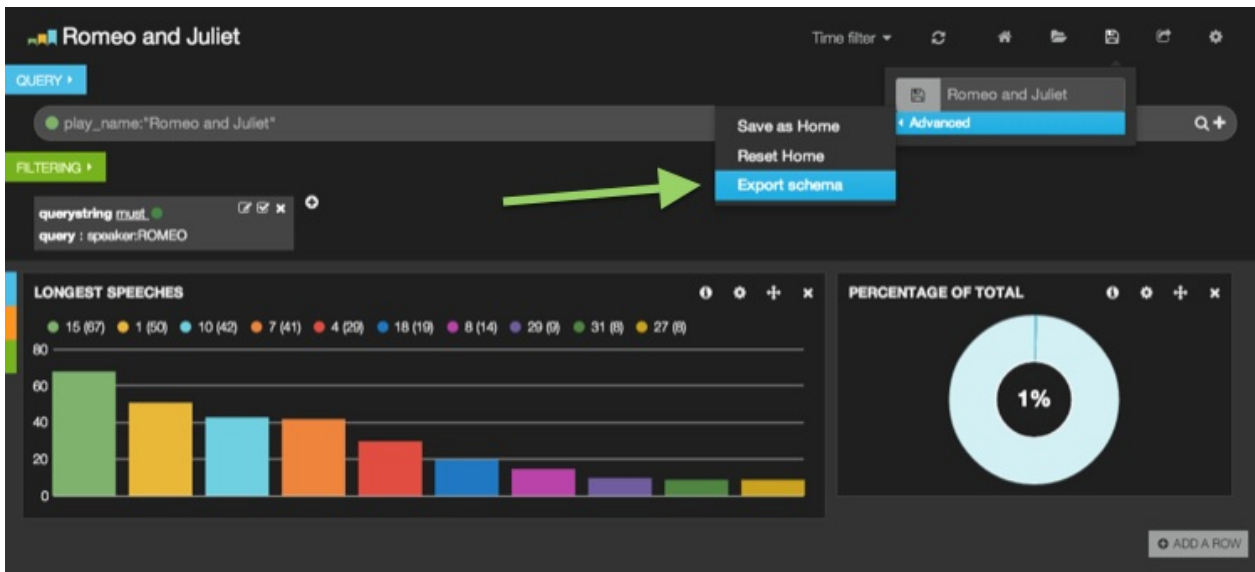 Romeo and Juliet
Time filter
QUERY
Romeo and Juliet
Advanced
play_name:"Romeo and Juliet"
Save as Home
Reset Home
Export schema
FILTERING
querystring must
query : speaker:ROMEO
LONGEST SPEECHES
15 (67) 1 (50) 10 (42) 7 (41) 4 (29) 18 (19) 8 (14) 29 (9) 31 (8) 27 (8)
80
60
40
20
0
PERCENTAGE OF TOTAL
1%
ADD A ROW